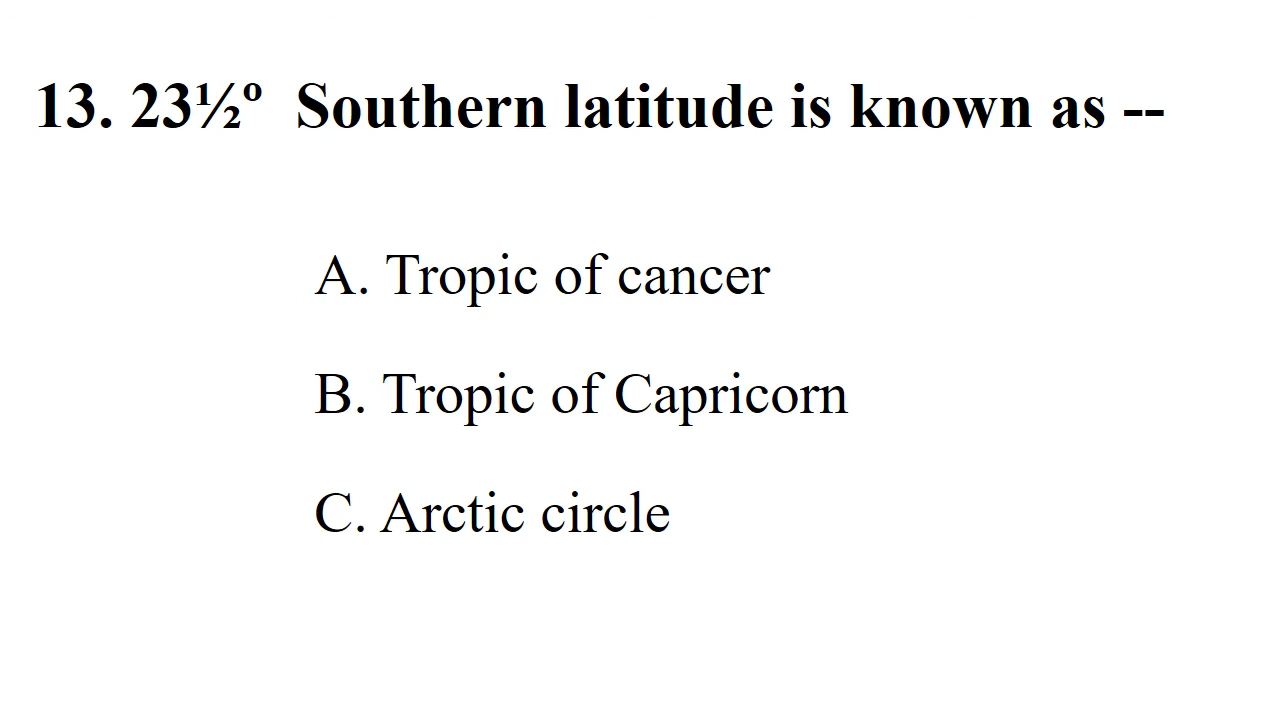 13. 23½º Southern latitude is known as --
A. Tropic of cancer
B. Tropic of Capricorn
C. Arctic circle